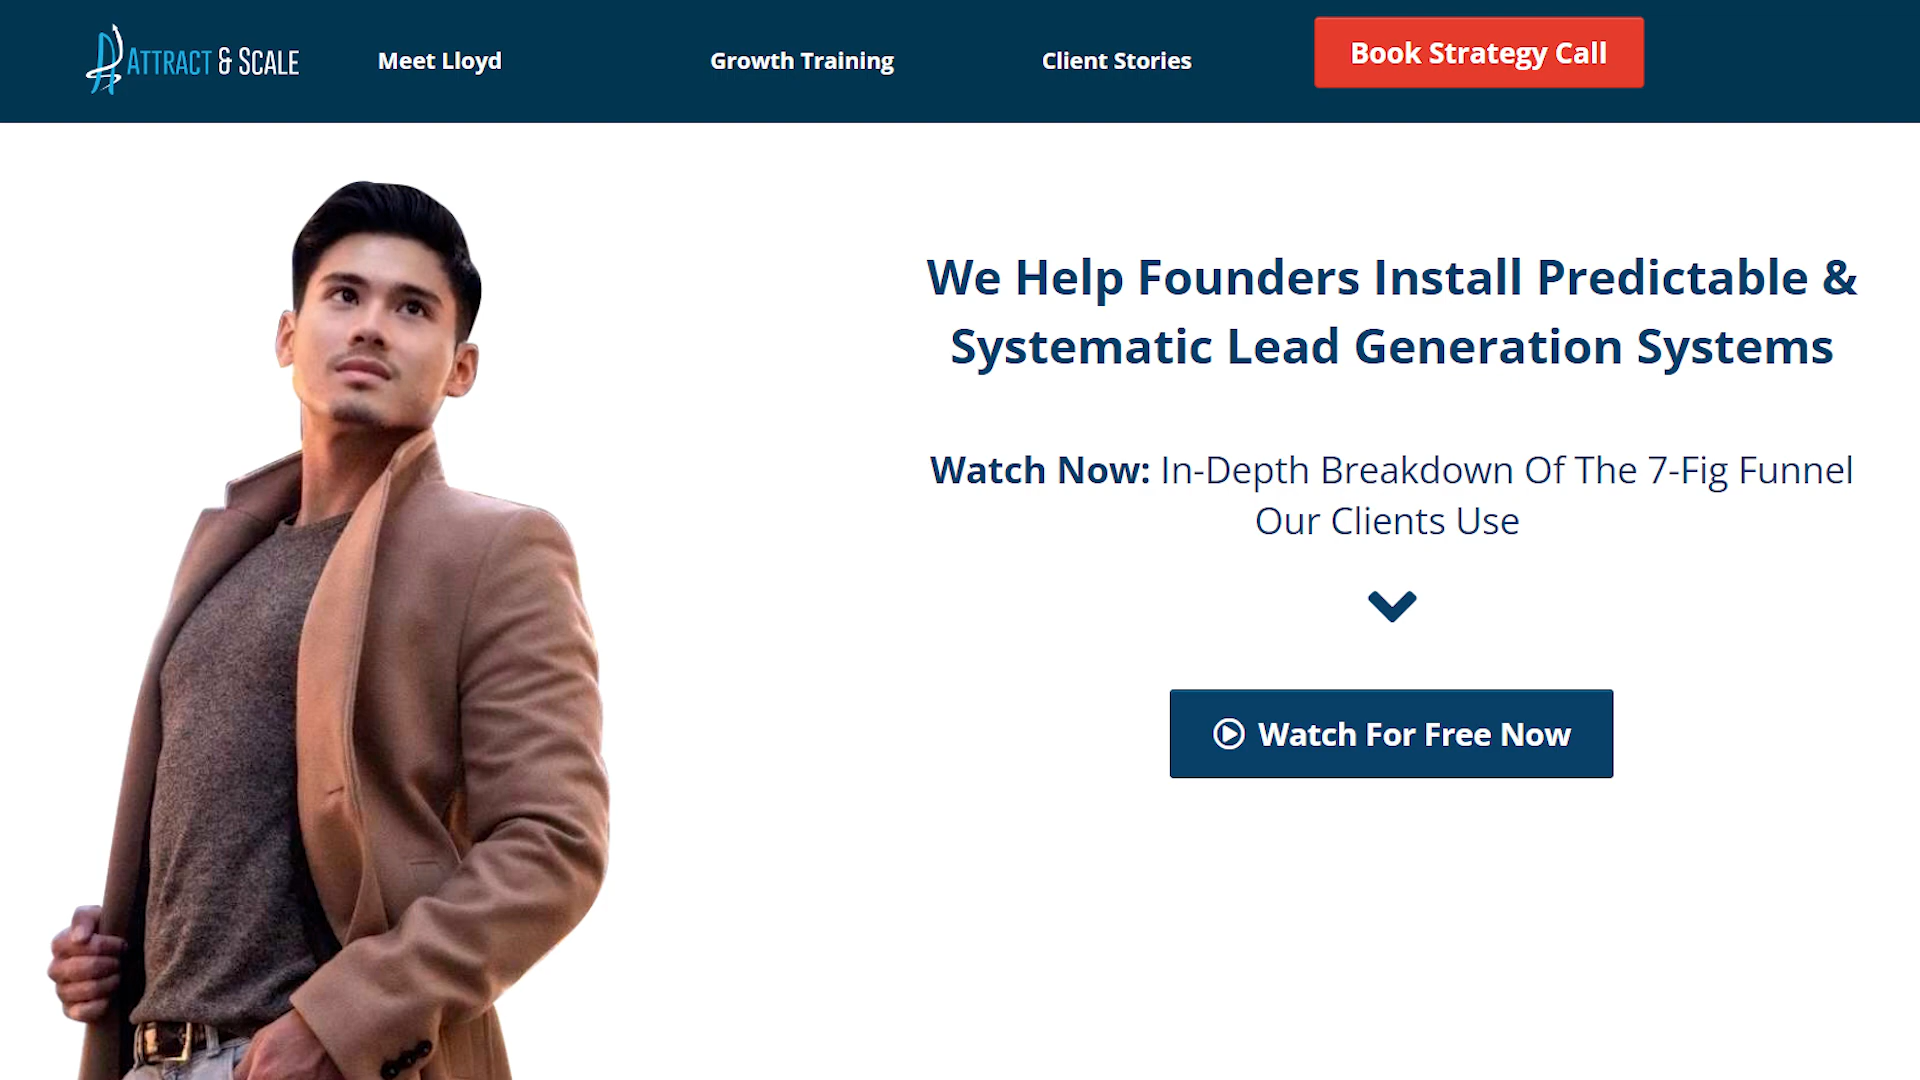 ATTRACT & SCALE
Meet Lloyd
Growth Training
Client Stories
Book Strategy Call
We Help Founders Install Predictable &
Systematic Lead Generation Systems
Watch Now: In-Depth Breakdown Of The 7-Fig Funnel
Our Clients Use
Watch For Free Now